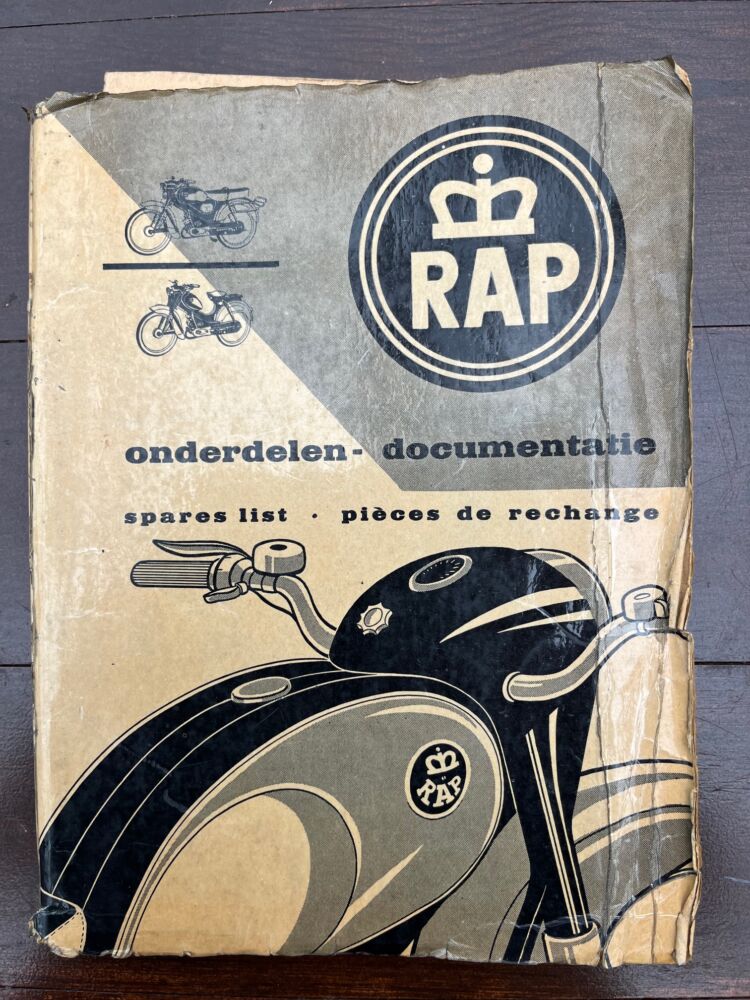 RAP
onderdelen- documentatie
spares list · pièces de rechange
RAP